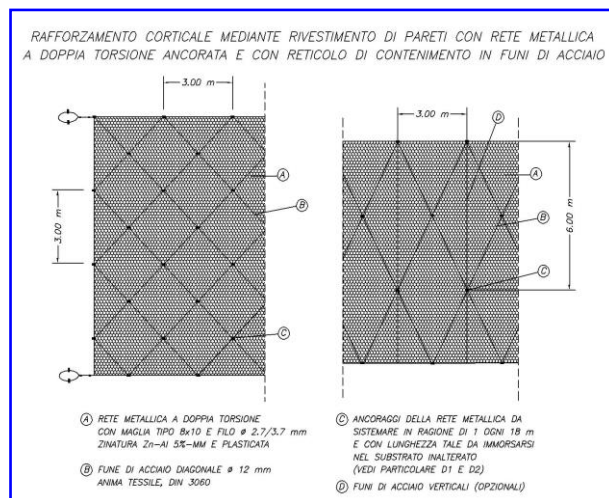 RAFFORZAMENTO CORTICALE MEDIANTE RIVESTIMENTO DI PARETI CON RETE METALLICA
A DOPPIA TORSIONE ANCORATA E CON RETICOLO DI CONTENIMENTO IN FUNI DI ACCIAIO
3.00 m
3.00 m
A
B
C
3.00 m
D
A
B
C
6.00 m
A RETE METALLICA A DOPPIA TORSIONE
CON MAGLIA TIPO 8x10 E FILO ø 2.7/3.7 mm
ZINATURA Zn-Al 5%-MM E PLASTICATA
B FUNE DI ACCIAIO DIAGONALE ø 12 mm
ANIMA TESSILE, DIN 3060
C ANCORAGGI DELLA RETE METALLICA DA
SISTEMARE IN RAGIONE DI 1 OGNI 18 m
E CON LUNGHEZZA TALE DA IMMORSARSI
NEL SUBSTRATO INALTERATO
(VEDI PARTICOLARE D1 E D2)
D FUNI DI ACCIAIO VERTICALI (OPZIONALI)